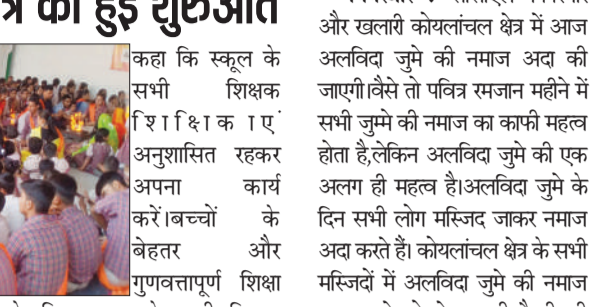 त्र की हुई शुरुआत
कहा कि स्कूल के
सभी शिक्षक
शिक्षिकाएं
अनुशासित रहकर
अपना कार्य
करें।बच्चों के
बेहतर और
गुणवत्तापूर्ण शिक्षा
और खलारी कोयलांचल क्षेत्र में आज
अलविदा जुमे की नमाज अदा की
जाएगी।वैसे तो पवित्र रमजान महीने में
सभी जुम्मे की नमाज का काफी महत्व
होता है,लेकिन अलविदा जुमे की एक
अलग ही महत्व है।अलविदा जुमे के
दिन सभी लोग मस्जिद जाकर नमाज
अदा करते हैं। कोयलांचल क्षेत्र के सभी
मस्जिदों में अलविदा जुमे की नमाज